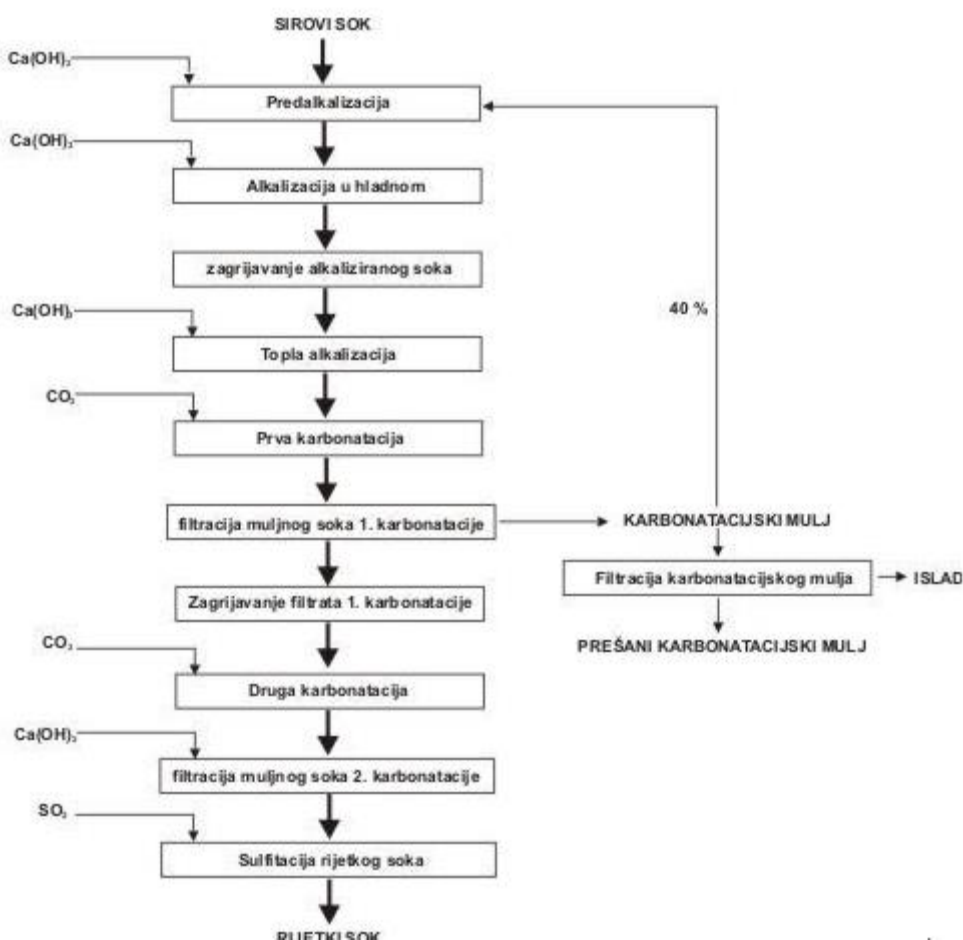 SIROVI SOK
Ca(OH)₂
Predalkalizacija
Ca(OH)₂
Alkalizacija u hladnom
zagrijavanje alkaliziranog soka
40 %
Ca(OH)₂
Topla alkalizacija
CO₂
Prva karbonatacija
filtracija muljnog soka 1. karbonatacije
KARBONATACIJSKI MULJ
Filtracija karbonatacijskog mulja
ISLAD
Zagrijavanje filtrata 1. karbonatacije
PREŠANI KARBONATACIJSKI MULJ
CO₂
Druga karbonatacija
Ca(OH)₂
filtracija muljnog soka 2. karbonatacije
SO₂
Sulfitacija rijetkog soka
RIJETKI SOK